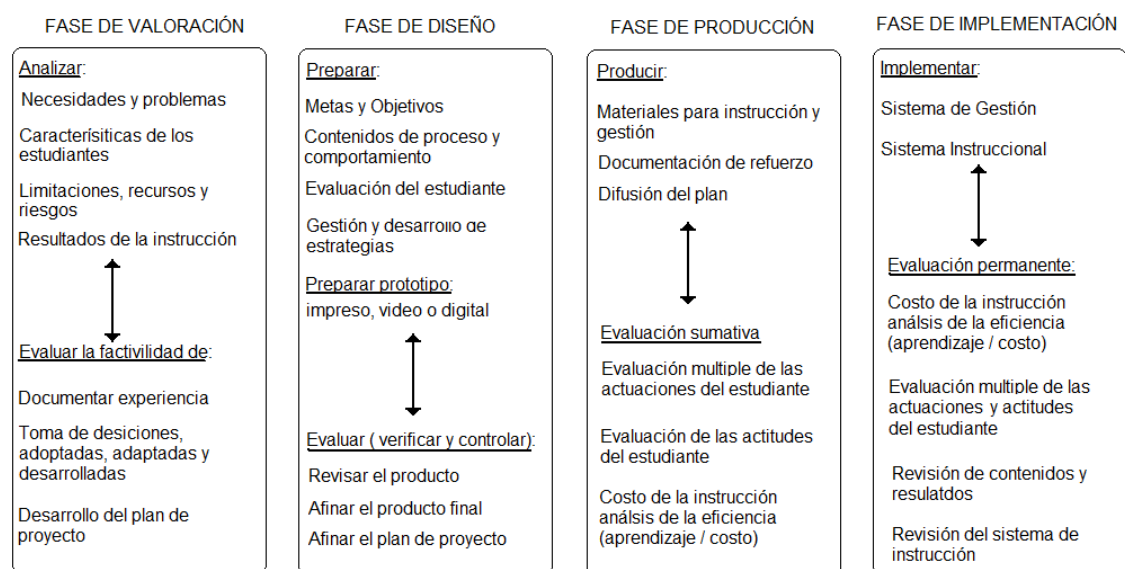 FASE DE VALORACIÓN
Analizar:
Necesidades y problemas
Caracterísiticas de los
estudiantes
Limitaciones, recursos y
riesgos
Resultados de la instrucción
Evaluar la factivilidad de:
Documentar experiencia
Toma de desiciones,
adoptadas, adaptadas y
desarrolladas
Desarrollo del plan de
proyecto
FASE DE DISEÑO
Preparar:
Metas y Objetivos
Contenidos de proceso y
comportamiento
Evaluación del estudiante
Gestión y desarrollo de
estrategias
Preparar prototipo:
impreso, video o digital
Evaluar ( verificar y controlar):
Revisar el producto
Afinar el producto final
Afinar el plan de proyecto
FASE DE PRODUCCIÓN
Producir:
Materiales para instrucción y
gestión
Documentación de refuerzo
Difusión del plan
Evaluación sumativa
Evaluación multiple de las
actuaciones del estudiante
Evaluación de las actitudes
del estudiante
Costo de la instrucción
análsis de la eficiencia
(aprendizaje / costo)
FASE DE IMPLEMENTACIÓN
Implementar:
Sistema de Gestión
Sistema Instruccional
Evaluación permanente:
Costo de la instrucción
análsis de la eficiencia
(aprendizaje / costo)
Evaluación multiple de las
actuaciones y actitudes
del estudiante
Revisión de contenidos y
resulatdos
Revisión del sistema de
instrucción